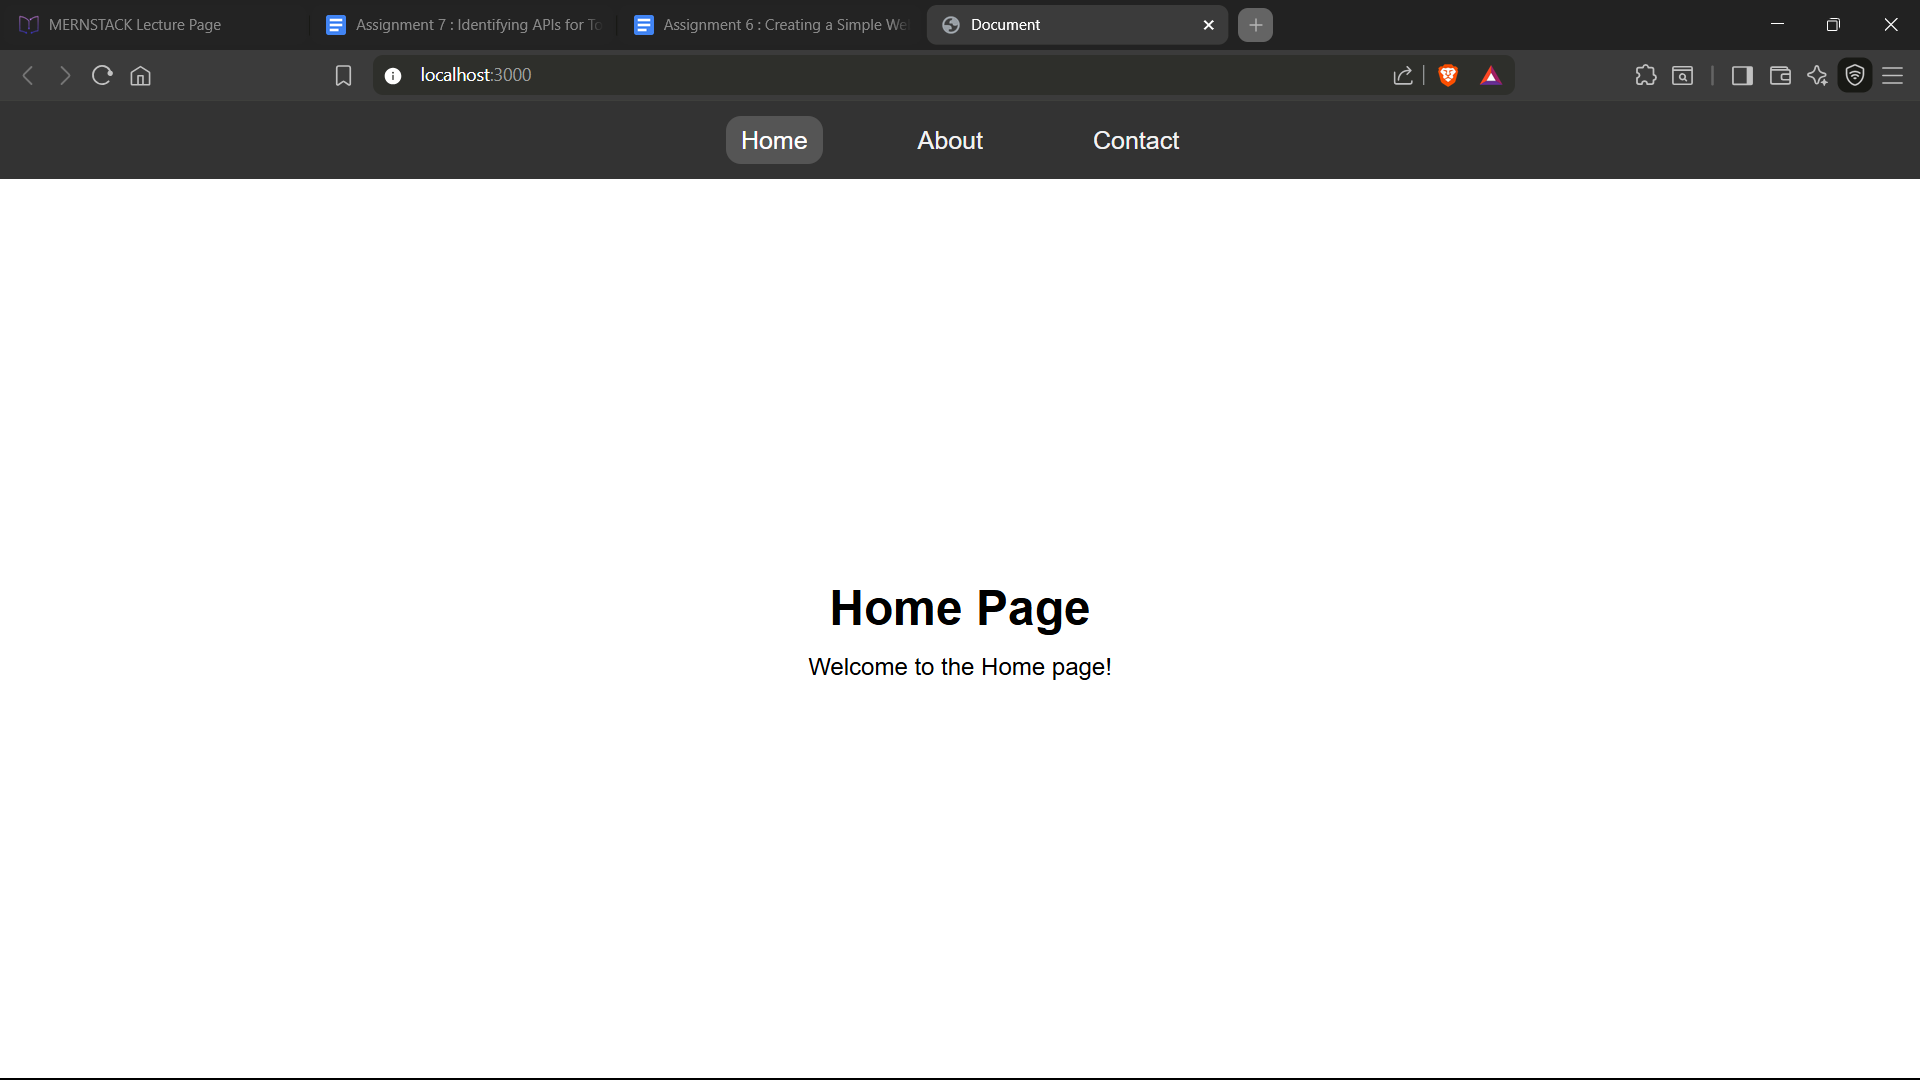 MERNSTACK Lecture Page
Assignment 7 : Identifying APIs for To
Assignment 6 : Creating a Simple We
Document
localhost:3000
Home
About
Contact
Home Page
Welcome to the Home page!